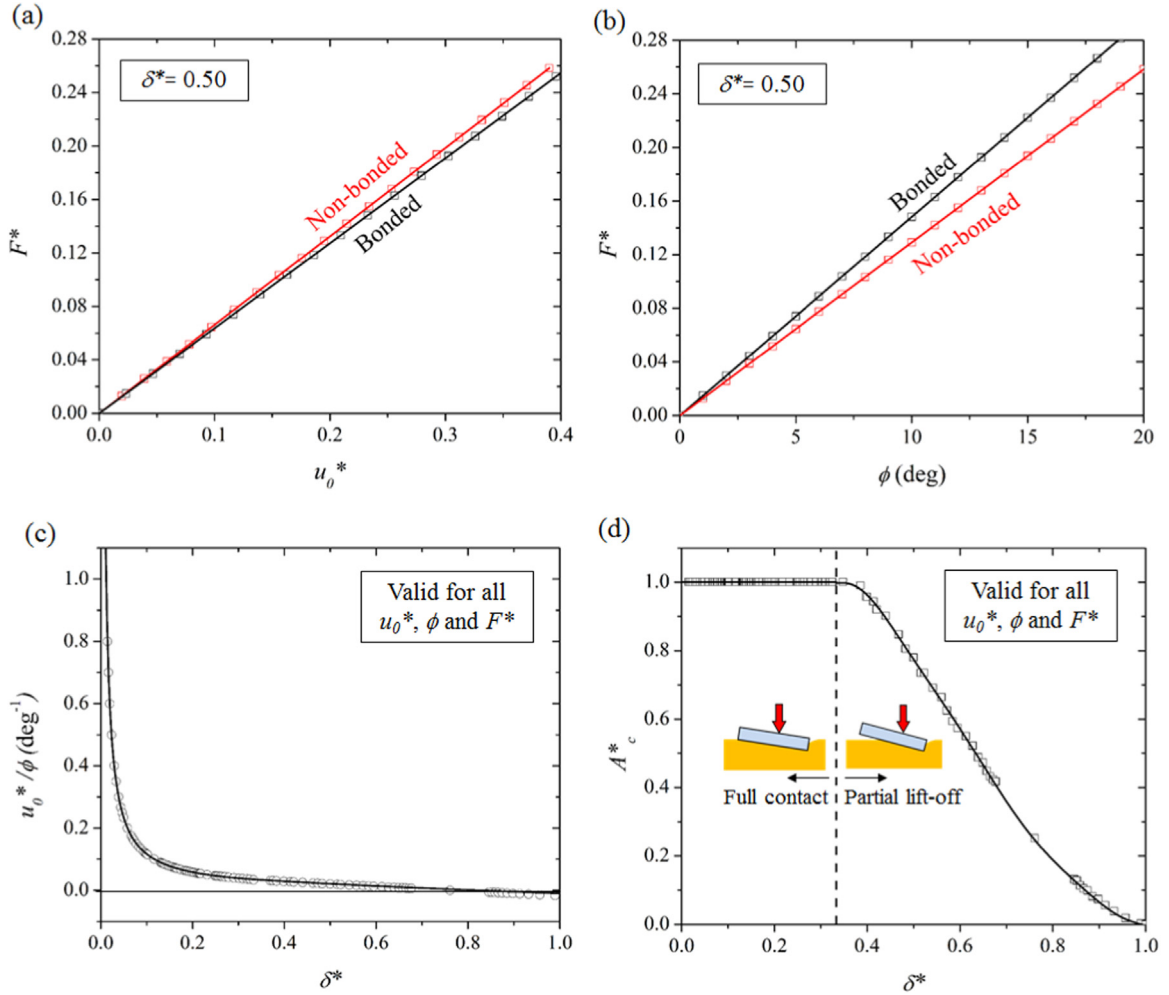 (a)
0.28
0.24
0.20
0.16
0.12
0.08
0.04
0.00
F*
δ*= 0.50
Non-bonded
Bonded
0.0
0.1
0.2
0.3
0.4
u₀*
(b)
0.28
0.24
0.20
0.16
0.12
0.08
0.04
0.00
F*
δ*= 0.50
Bonded
Non-bonded
0
5
10
15
20
ϕ (deg)
(c)
1.0
0.8
0.6
0.4
0.2
0.0
u₀*/ϕ (deg⁻¹)
Valid for all
u₀*, ϕ and F*
0.0
0.2
0.4
0.6
0.8
1.0
δ*
(d)
1.0
0.8
0.6
0.4
0.2
0.0
A*c
Valid for all
u₀*, ϕ and F*
Full contact
Partial lift-off
0.0
0.2
0.4
0.6
0.8
1.0
δ*